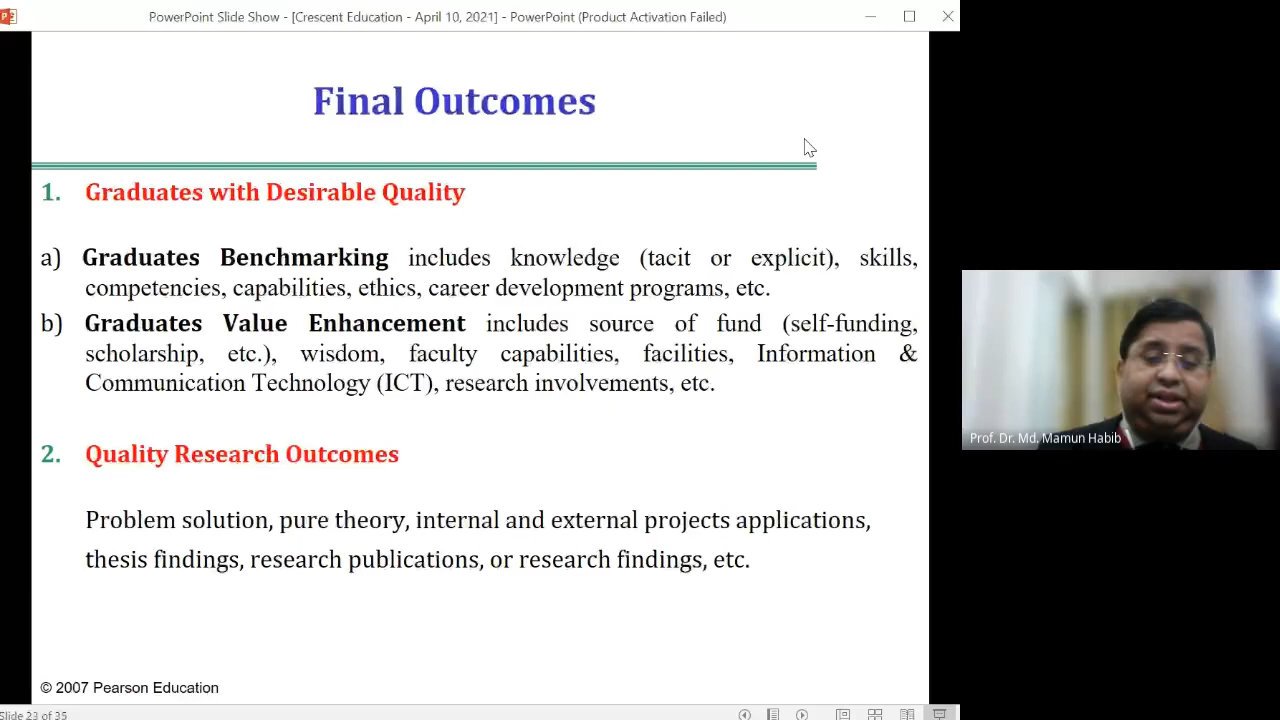 PowerPoint Slide Show - [Crescent Education - April 10, 2021] - PowerPoint (Product Activation Failed)
Final Outcomes
1. Graduates with Desirable Quality
a) Graduates Benchmarking includes knowledge (tacit or explicit), skills,
competencies, capabilities, ethics, career development programs, etc.
b) Graduates Value Enhancement includes source of fund (self-funding,
scholarship, etc.), wisdom, faculty capabilities, facilities, Information &
Communication Technology (ICT), research involvements, etc.
2. Quality Research Outcomes
Problem solution, pure theory, internal and external projects applications,
thesis findings, research publications, or research findings, etc.
© 2007 Pearson Education
Slide 23 of 35
Prof. Dr. Md. Mamun Habib